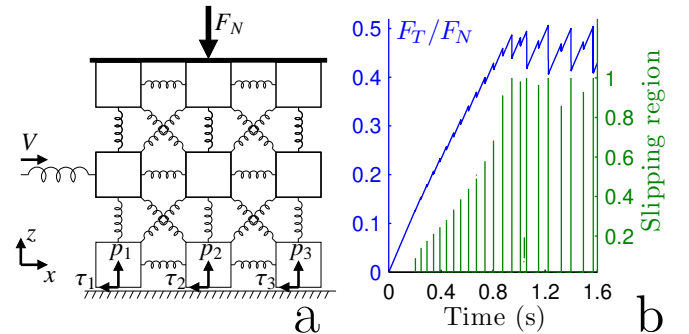 F_N
V
z
x
τ_1
p_1
τ_2
p_2
τ_3
p_3
a
F_T/F_N
0.5
0.4
0.3
0.2
0.1
0
0 0.4 0.8 1.2 1.6
Time (s)
1
0.8
0.6
0.4
0.2
Slipping region
b